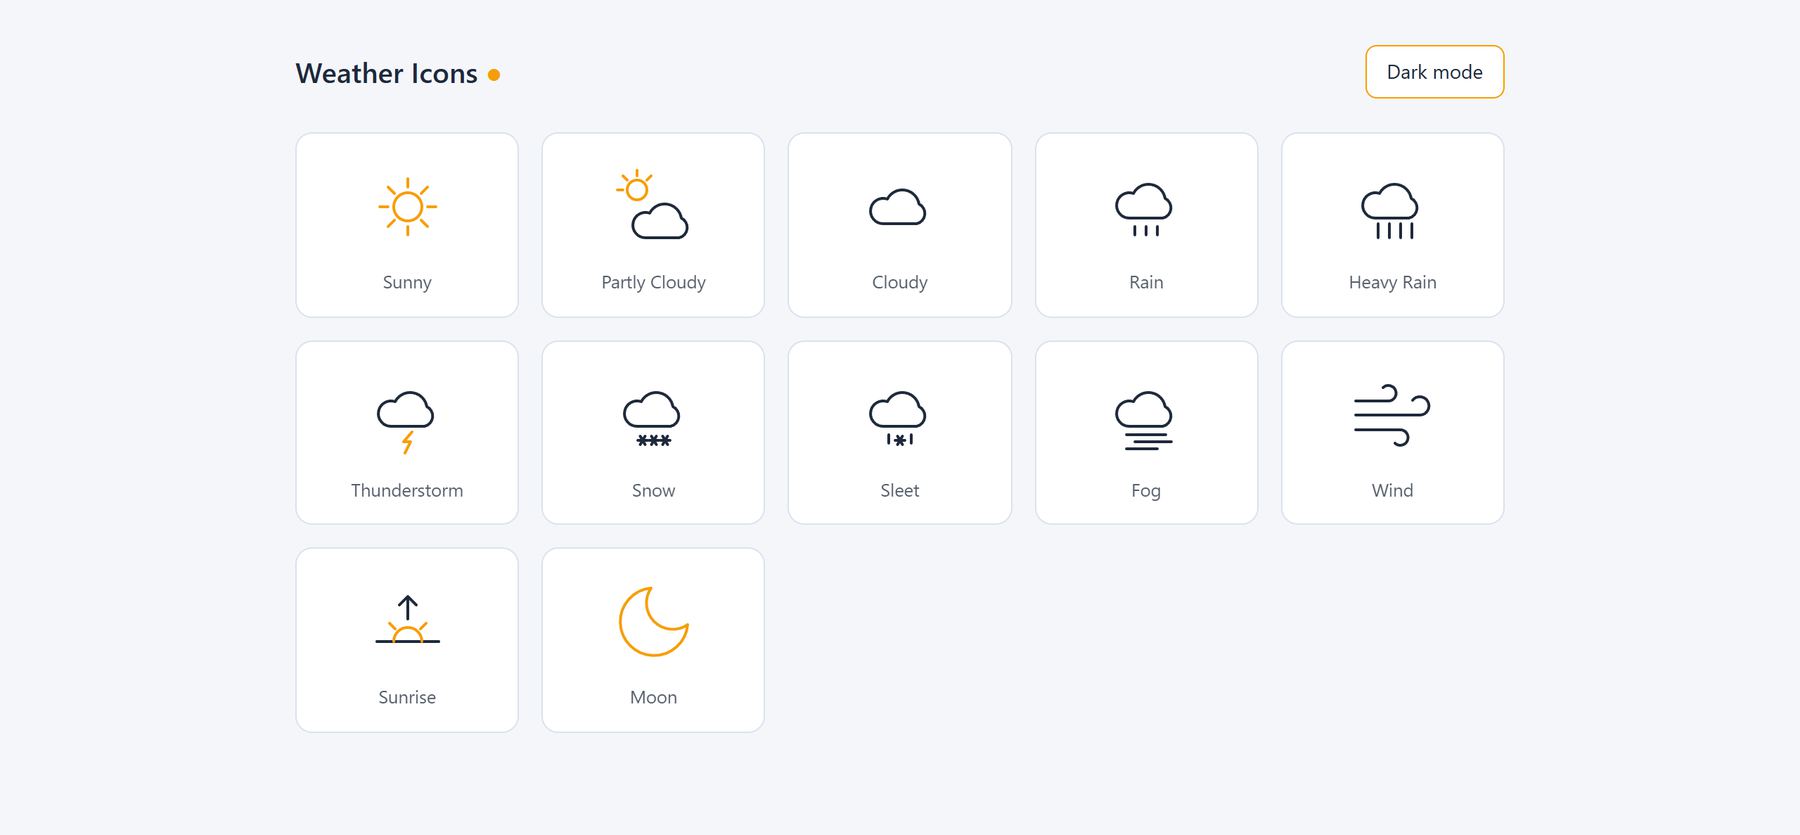 Weather Icons
Dark mode
Sunny
Partly Cloudy
Cloudy
Rain
Heavy Rain
Thunderstorm
Snow
Sleet
Fog
Wind
Sunrise
Moon